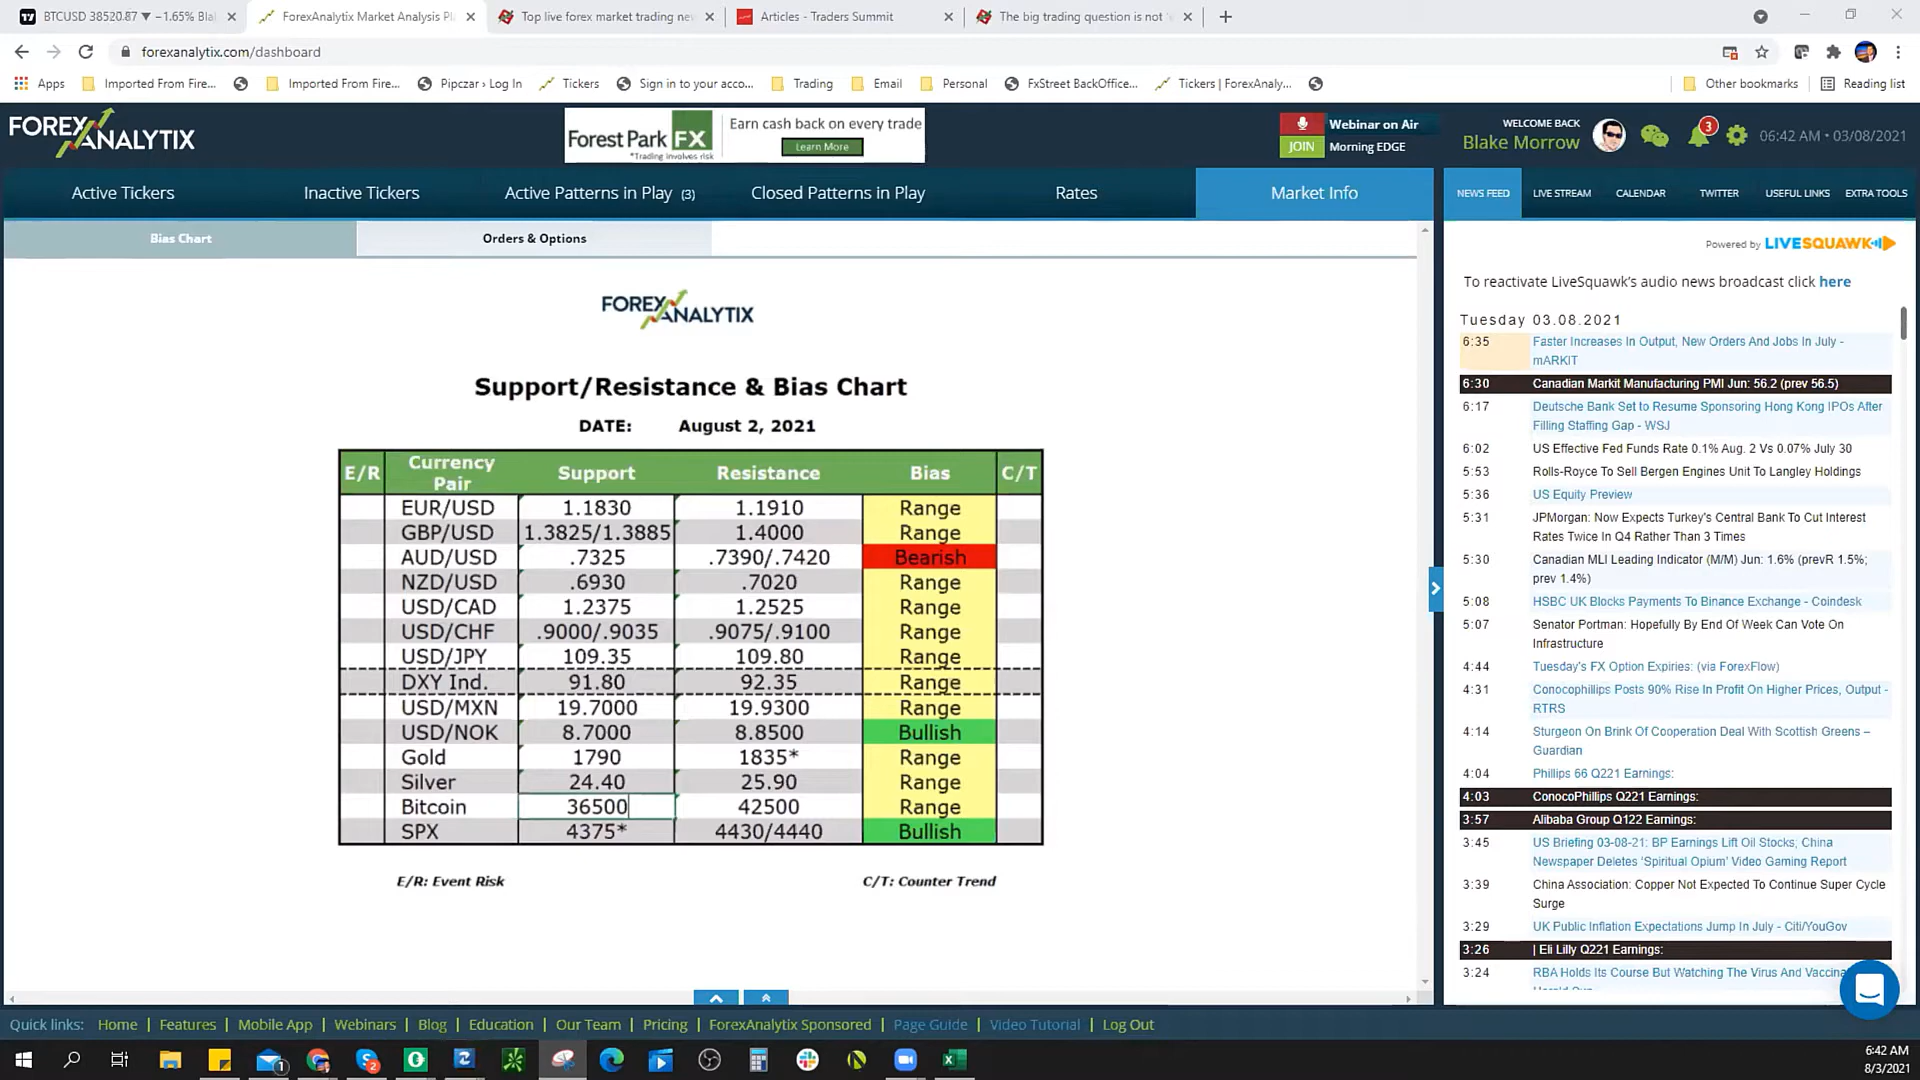 BTCUSD 38520.87 ▼ −1.65% Bla
ForexAnalytix Market Analysis Pl
Top live forex market trading ne
Articles - Traders Summit
The big trading question is not '
forexanalytix.com/dashboard
Apps
Imported From Fire...
Imported From Fire...
Pipczar › Log In
Tickers
Sign in to your acco...
Trading
Email
Personal
FxStreet BackOffice...
Tickers | ForexAnaly...
Other bookmarks
Reading list
FOREX ANALYTIX
Forest Park FX
*Trading involves risk
Earn cash back on every trade
Learn More
Webinar on Air
JOIN Morning EDGE
WELCOME BACK
Blake Morrow
3
06:42 AM • 03/08/2021
Active Tickers
Inactive Tickers
Active Patterns in Play (3)
Closed Patterns in Play
Rates
Market Info
NEWS FEED
LIVE STREAM
CALENDAR
TWITTER
USEFUL LINKS
EXTRA TOOLS
Bias Chart
Orders & Options
FOREX ANALYTIX
Support/Resistance & Bias Chart
DATE: August 2, 2021
E/R Currency Pair Support Resistance Bias C/T
EUR/USD 1.1830 1.1910 Range
GBP/USD 1.3825/1.3885 1.4000 Range
AUD/USD .7325 .7390/.7420 Bearish
NZD/USD .6930 .7020 Range
USD/CAD 1.2375 1.2525 Range
USD/CHF .9000/.9035 .9075/.9100 Range
USD/JPY 109.35 109.80 Range
DXY Ind. 91.80 92.35 Range
USD/MXN 19.7000 19.9300 Range
USD/NOK 8.7000 8.8500 Bullish
Gold 1790 1835* Range
Silver 24.40 25.90 Range
Bitcoin 36500 42500 Range
SPX 4375* 4430/4440 Bullish
E/R: Event Risk
C/T: Counter Trend
Powered by LIVESQUAWK
To reactivate LiveSquawk's audio news broadcast click here
Tuesday 03.08.2021
6:35 Faster Increases In Output, New Orders And Jobs In July -
mARKIT
6:30 Canadian Markit Manufacturing PMI Jun: 56.2 (prev 56.5)
6:17 Deutsche Bank Set to Resume Sponsoring Hong Kong IPOs After
Filling Staffing Gap - WSJ
6:02 US Effective Fed Funds Rate 0.1% Aug. 2 Vs 0.07% July 30
5:53 Rolls-Royce To Sell Bergen Engines Unit To Langley Holdings
5:36 US Equity Preview
5:31 JPMorgan: Now Expects Turkey's Central Bank To Cut Interest
Rates Twice In Q4 Rather Than 3 Times
5:30 Canadian MLI Leading Indicator (M/M) Jun: 1.6% (prevR 1.5%;
prev 1.4%)
5:08 HSBC UK Blocks Payments To Binance Exchange - Coindesk
5:07 Senator Portman: Hopefully By End Of Week Can Vote On
Infrastructure
4:44 Tuesday's FX Option Expiries: (via ForexFlow)
4:31 Conocophillips Posts 90% Rise In Profit On Higher Prices, Output -
RTRS
4:14 Sturgeon On Brink Of Cooperation Deal With Scottish Greens –
Guardian
4:04 Phillips 66 Q221 Earnings:
4:03 ConocoPhillips Q221 Earnings:
3:57 Alibaba Group Q122 Earnings:
3:45 US Briefing 03-08-21: BP Earnings Lift Oil Stocks; China
Newspaper Deletes 'Spiritual Opium' Video Gaming Report
3:39 China Association: Copper Not Expected To Continue Super Cycle
Surge
3:29 UK Public Inflation Expectations Jump In July - Citi/YouGov
3:26 | Eli Lilly Q221 Earnings:
3:24 RBA Holds Its Course But Watching The Virus And Vaccina
Quick links: Home | Features | Mobile App | Webinars | Blog | Education | Our Team | Pricing | ForexAnalytix Sponsored | Page Guide | Video Tutorial | Log Out
1
2
6:42 AM
8/3/2021